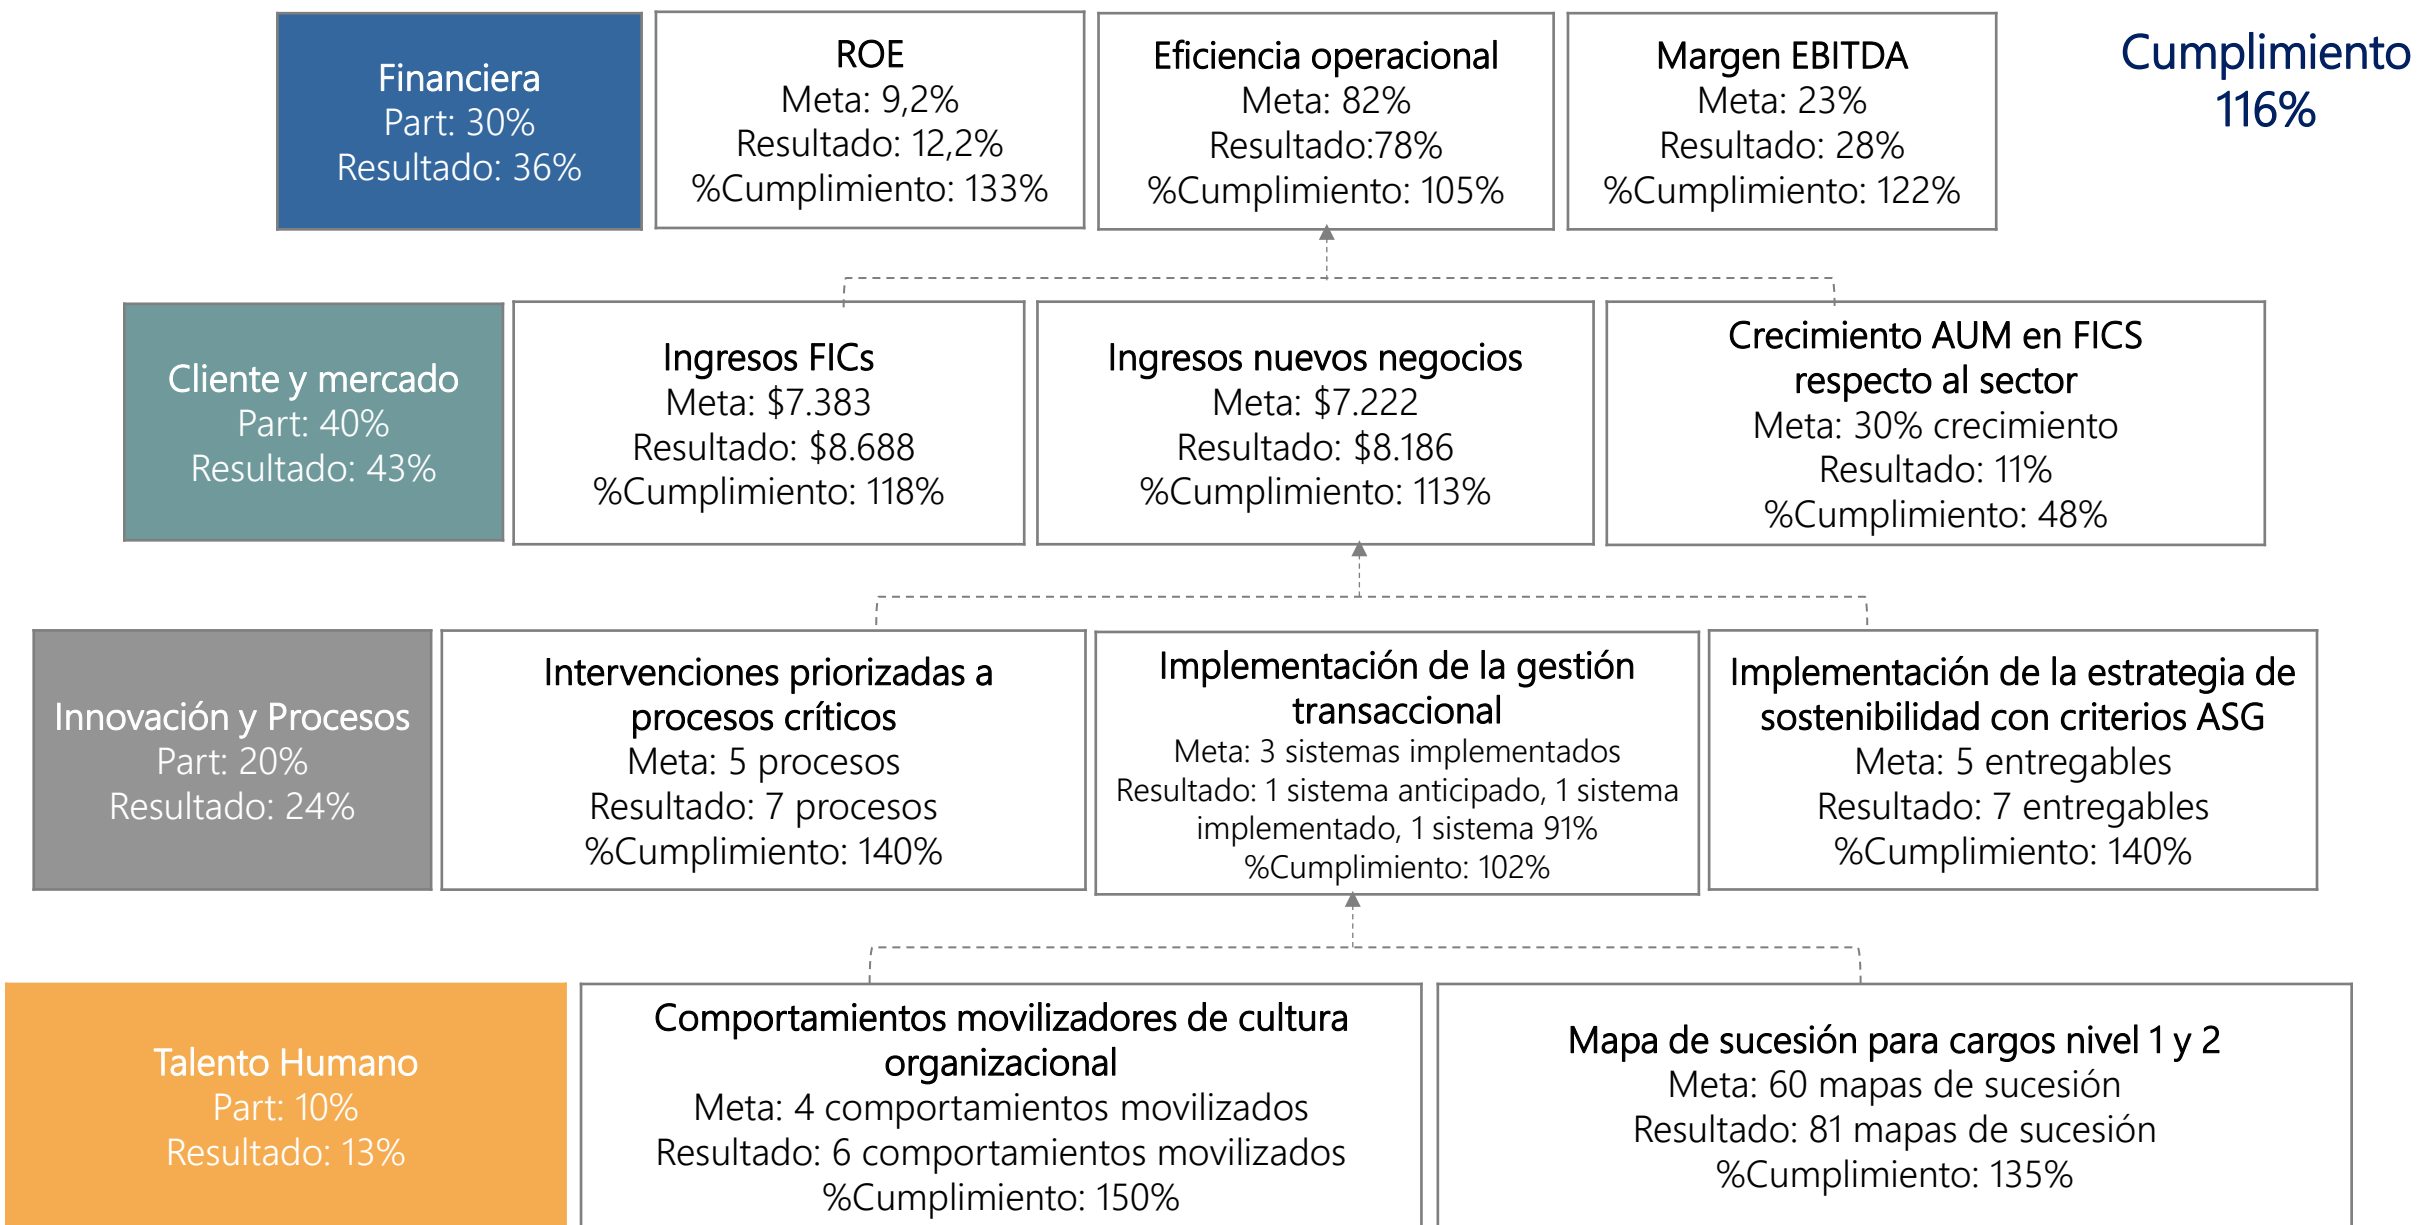 Financiera
Part: 30%
Resultado: 36%
ROE
Meta: 9,2%
Resultado: 12,2%
%Cumplimiento: 133%
Eficiencia operacional
Meta: 82%
Resultado:78%
%Cumplimiento: 105%
Margen EBITDA
Meta: 23%
Resultado: 28%
%Cumplimiento: 122%
Cumplimiento
116%
Cliente y mercado
Part: 40%
Resultado: 43%
Ingresos FICs
Meta: $7.383
Resultado: $8.688
%Cumplimiento: 118%
Ingresos nuevos negocios
Meta: $7.222
Resultado: $8.186
%Cumplimiento: 113%
Crecimiento AUM en FICS
respecto al sector
Meta: 30% crecimiento
Resultado: 11%
%Cumplimiento: 48%
Innovación y Procesos
Part: 20%
Resultado: 24%
Intervenciones priorizadas a
procesos críticos
Meta: 5 procesos
Resultado: 7 procesos
%Cumplimiento: 140%
Implementación de la gestión
transaccional
Meta: 3 sistemas implementados
Resultado: 1 sistema anticipado, 1 sistema
implementado, 1 sistema 91%
%Cumplimiento: 102%
Implementación de la estrategia de
sostenibilidad con criterios ASG
Meta: 5 entregables
Resultado: 7 entregables
%Cumplimiento: 140%
Talento Humano
Part: 10%
Resultado: 13%
Comportamientos movilizadores de cultura
organizacional
Meta: 4 comportamientos movilizados
Resultado: 6 comportamientos movilizados
%Cumplimiento: 150%
Mapa de sucesión para cargos nivel 1 y 2
Meta: 60 mapas de sucesión
Resultado: 81 mapas de sucesión
%Cumplimiento: 135%